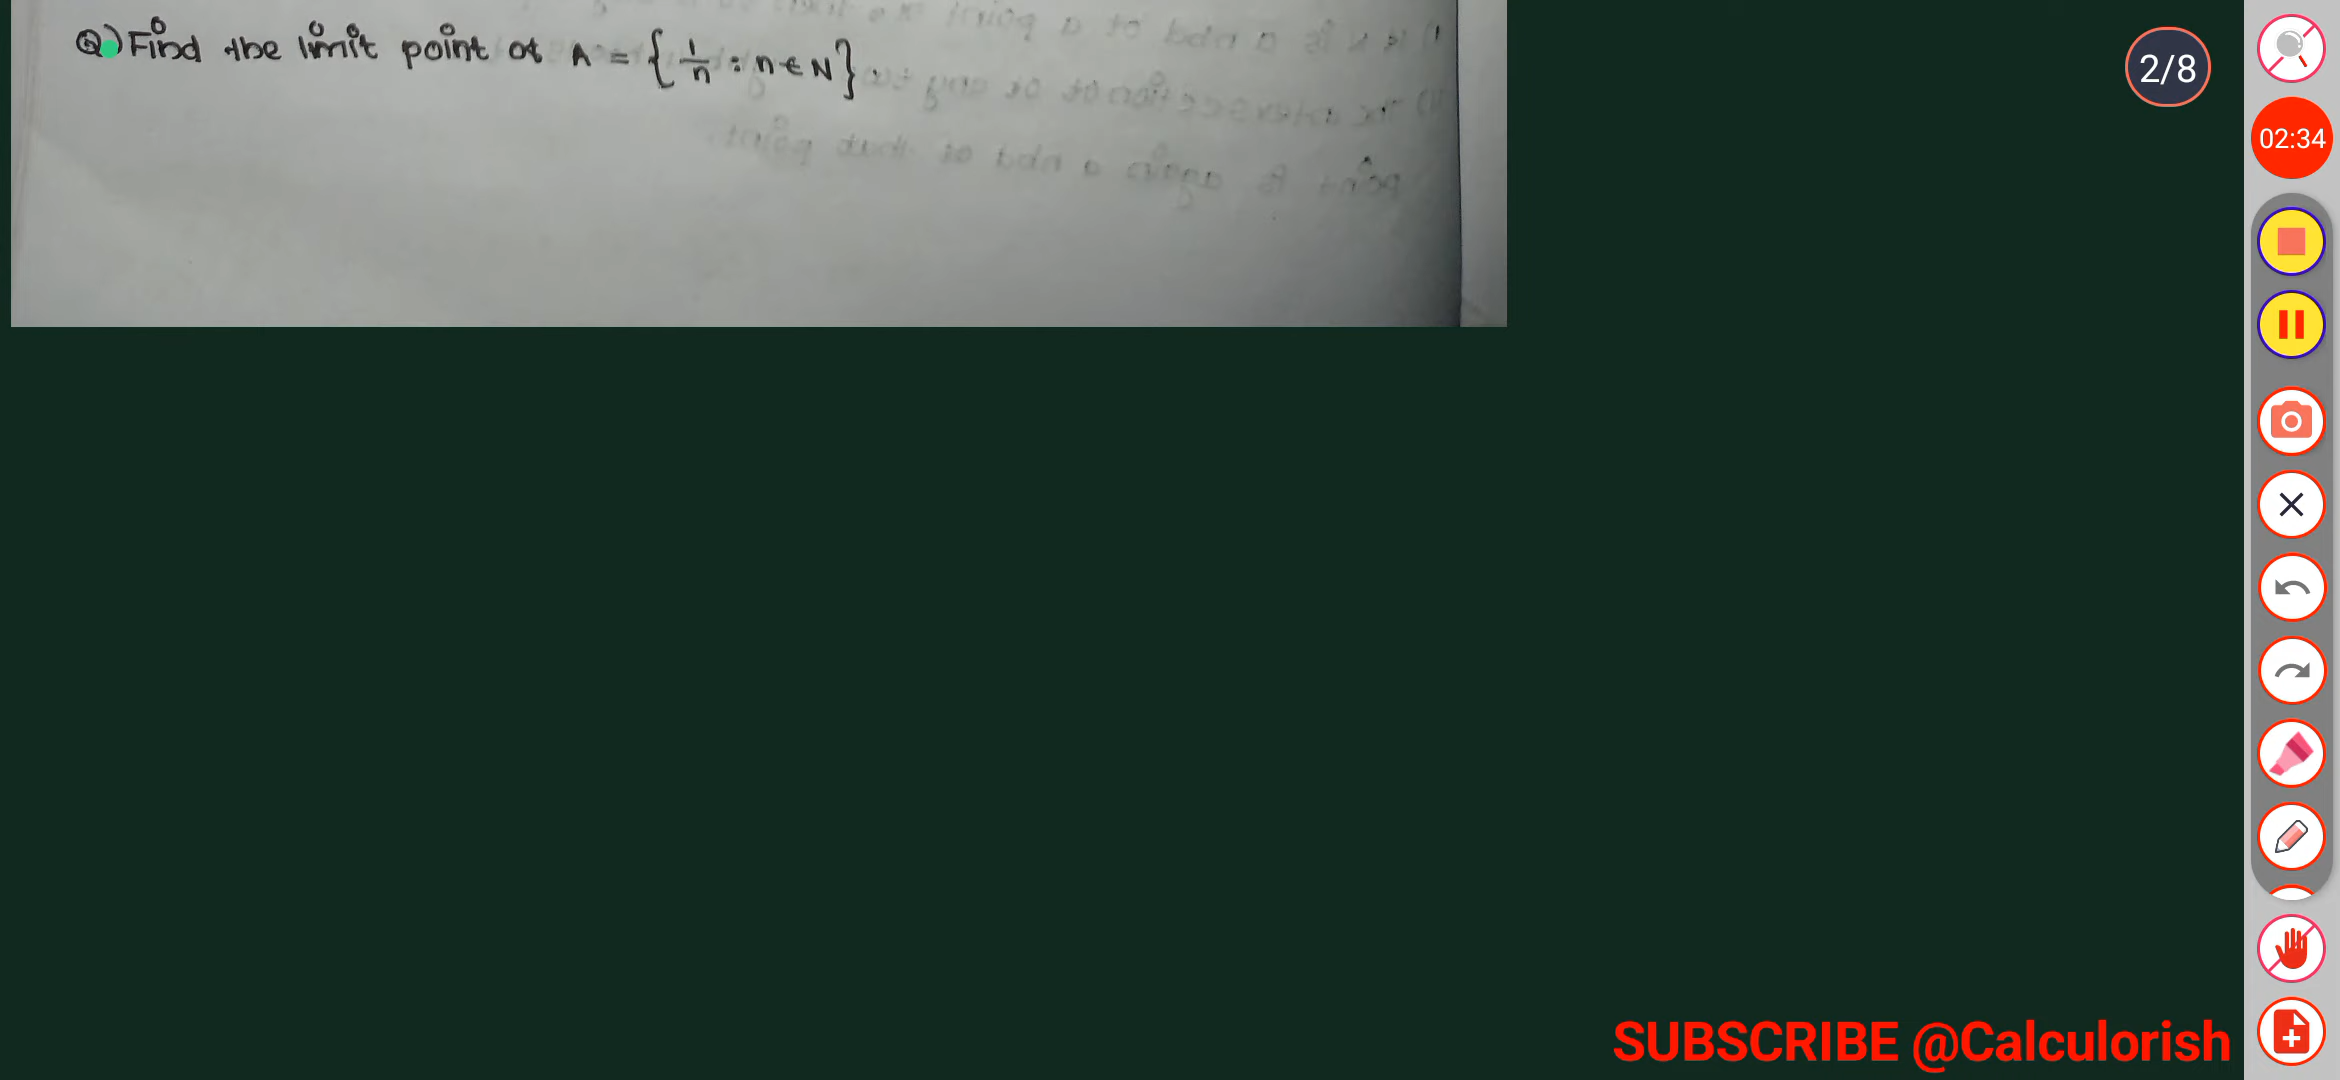 Q) Find the limit point of A = { 1/n : n ∈ N }.
2/8
02:34
SUBSCRIBE @Calculorish